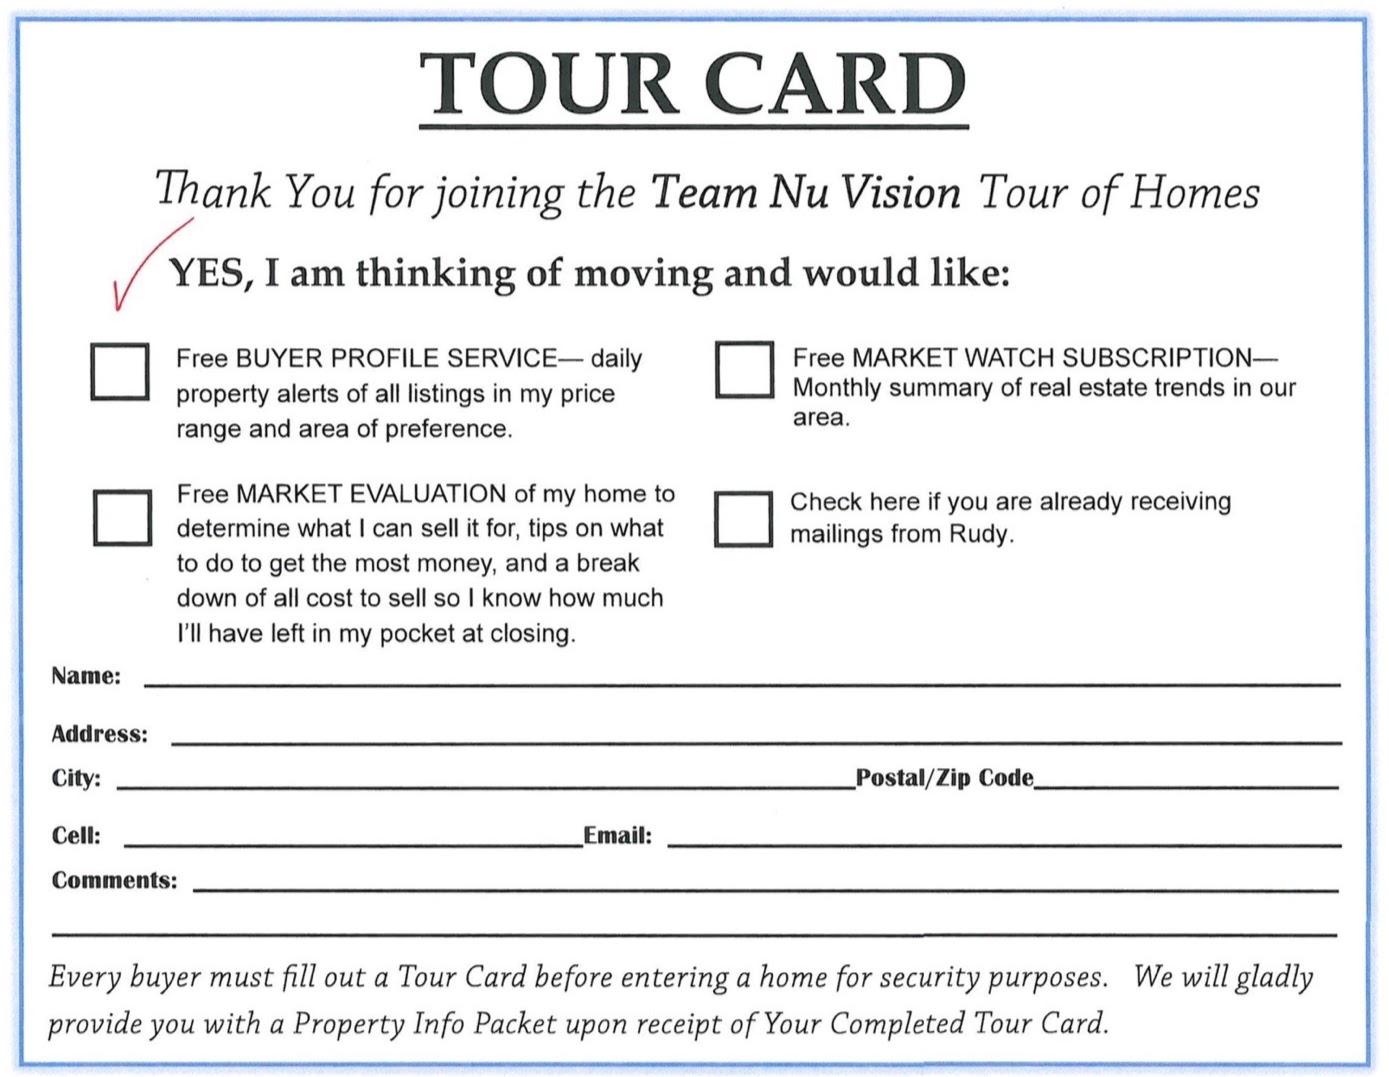 TOUR CARD
Thank You for joining the Team Nu Vision Tour of Homes
YES, I am thinking of moving and would like:
Free BUYER PROFILE SERVICE— daily
property alerts of all listings in my price
range and area of preference.
Free MARKET WATCH SUBSCRIPTION—
Monthly summary of real estate trends in our
area.
Free MARKET EVALUATION of my home to
determine what I can sell it for, tips on what
to do to get the most money, and a break
down of all cost to sell so I know how much
I'll have left in my pocket at closing.
Check here if you are already receiving
mailings from Rudy.
Name:
Address:
City: Postal/Zip Code
Cell: Email:
Comments:
Every buyer must fill out a Tour Card before entering a home for security purposes. We will gladly
provide you with a Property Info Packet upon receipt of Your Completed Tour Card.